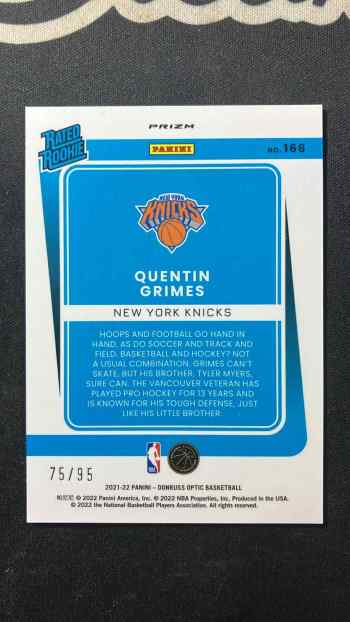 RATED
ROOKIE
PRIZM
PANINI
NO. 166
NEW YORK
KNICKS
QUENTIN
GRIMES
NEW YORK KNICKS
HOOPS AND FOOTBALL GO HAND IN
HAND, AS DO SOCCER AND TRACK AND
FIELD. BASKETBALL AND HOCKEY? NOT
A USUAL COMBINATION. GRIMES CAN'T
SKATE, BUT HIS BROTHER, TYLER MYERS,
SURE CAN. THE VANCOUVER VETERAN HAS
PLAYED PRO HOCKEY FOR 13 YEARS AND
IS KNOWN FOR HIS TOUGH DEFENSE, JUST
LIKE HIS LITTLE BROTHER.
75/95
2021-22 PANINI – DONRUSS OPTIC BASKETBALL
© 2022 Panini America, Inc. © 2022 NBA Properties, Inc. Produced in the USA.
© 2022 the National Basketball Players Association. All rights reserved.